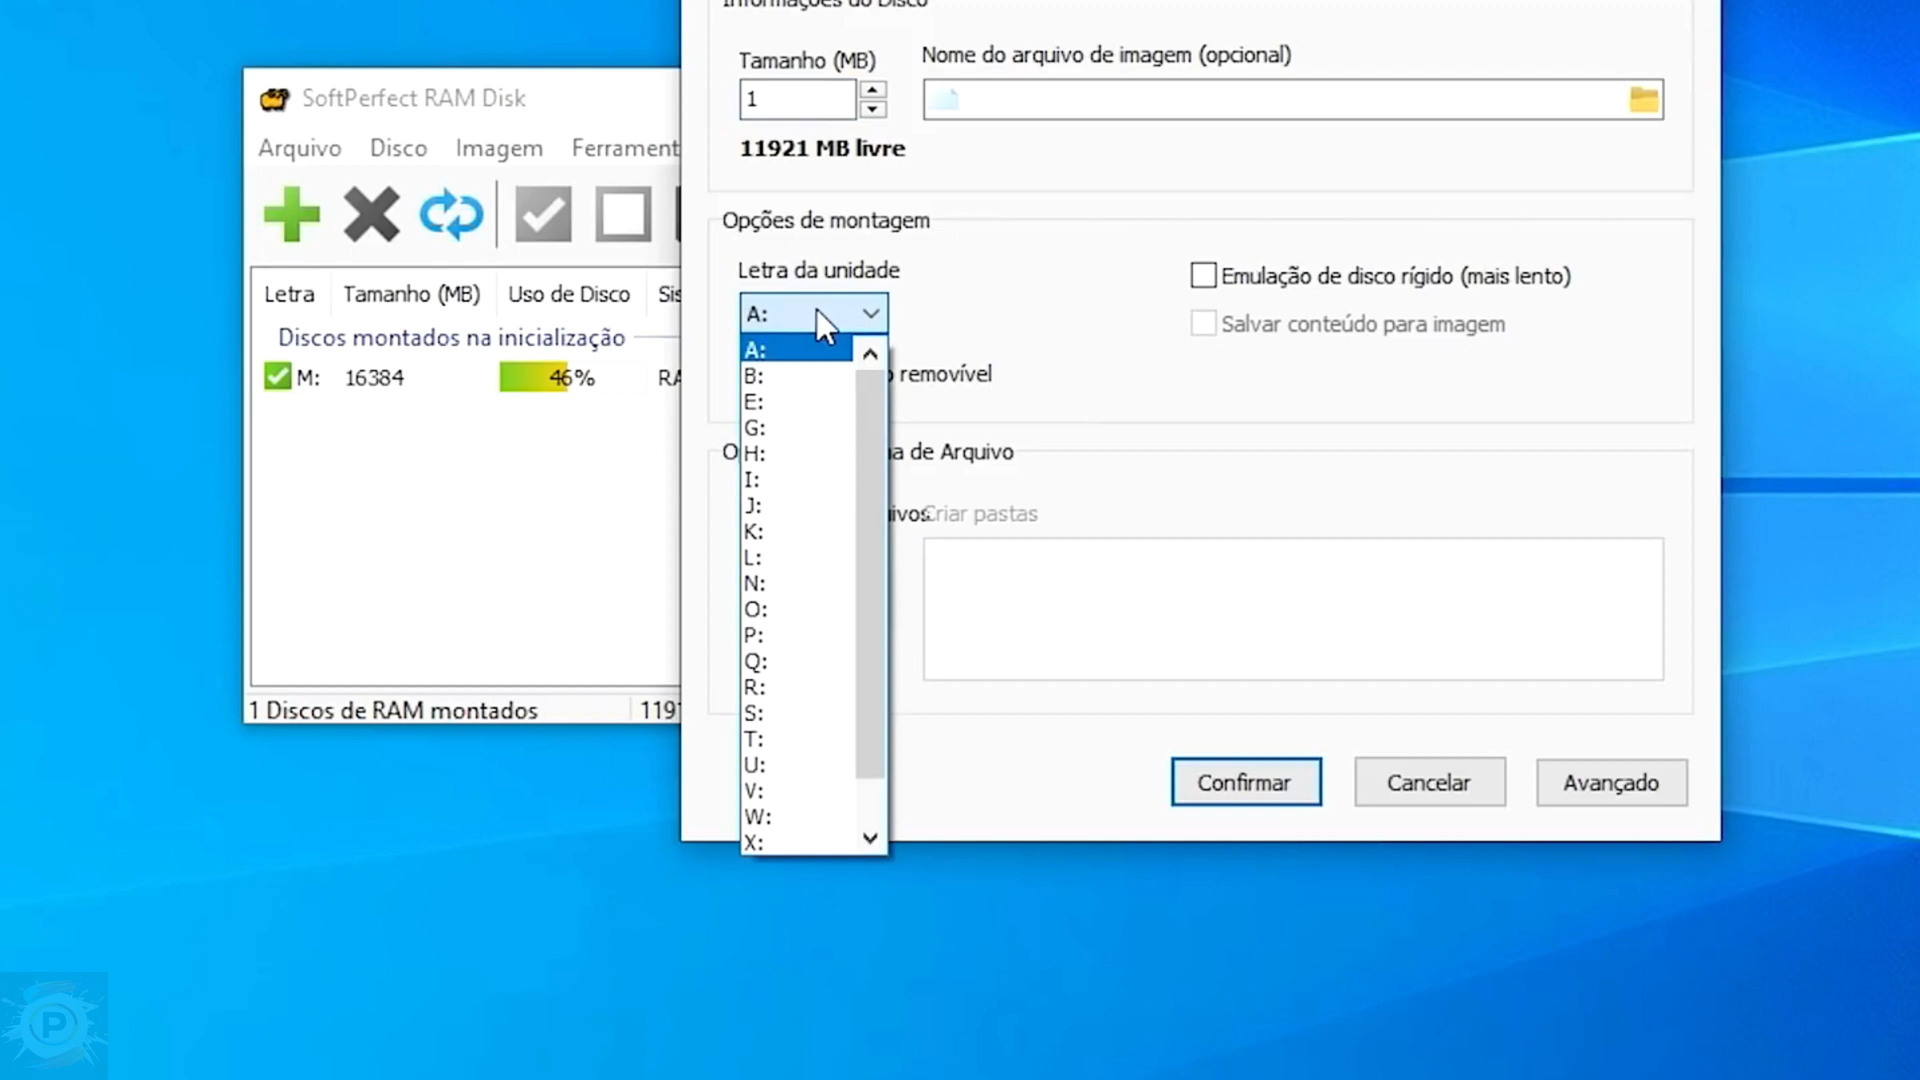 Informações do Disco
Tamanho (MB)
Nome do arquivo de imagem (opcional)
1
11921 MB livre
SoftPerfect RAM Disk
Arquivo Disco Imagem Ferrament
Letra Tamanho (MB) Uso de Disco Sis
Discos montados na inicialização
M: 16384 46% RA
1 Discos de RAM montados
119
Opções de montagem
Letra da unidade
A:
A:
B:
E:
G:
H:
I:
J:
K:
L:
N:
O:
P:
Q:
R:
S:
T:
U:
V:
W:
X:
Emulação de disco rígido (mais lento)
Salvar conteúdo para imagem
removível
de Arquivo
Criar pastas
Confirmar
Cancelar
Avançado
P